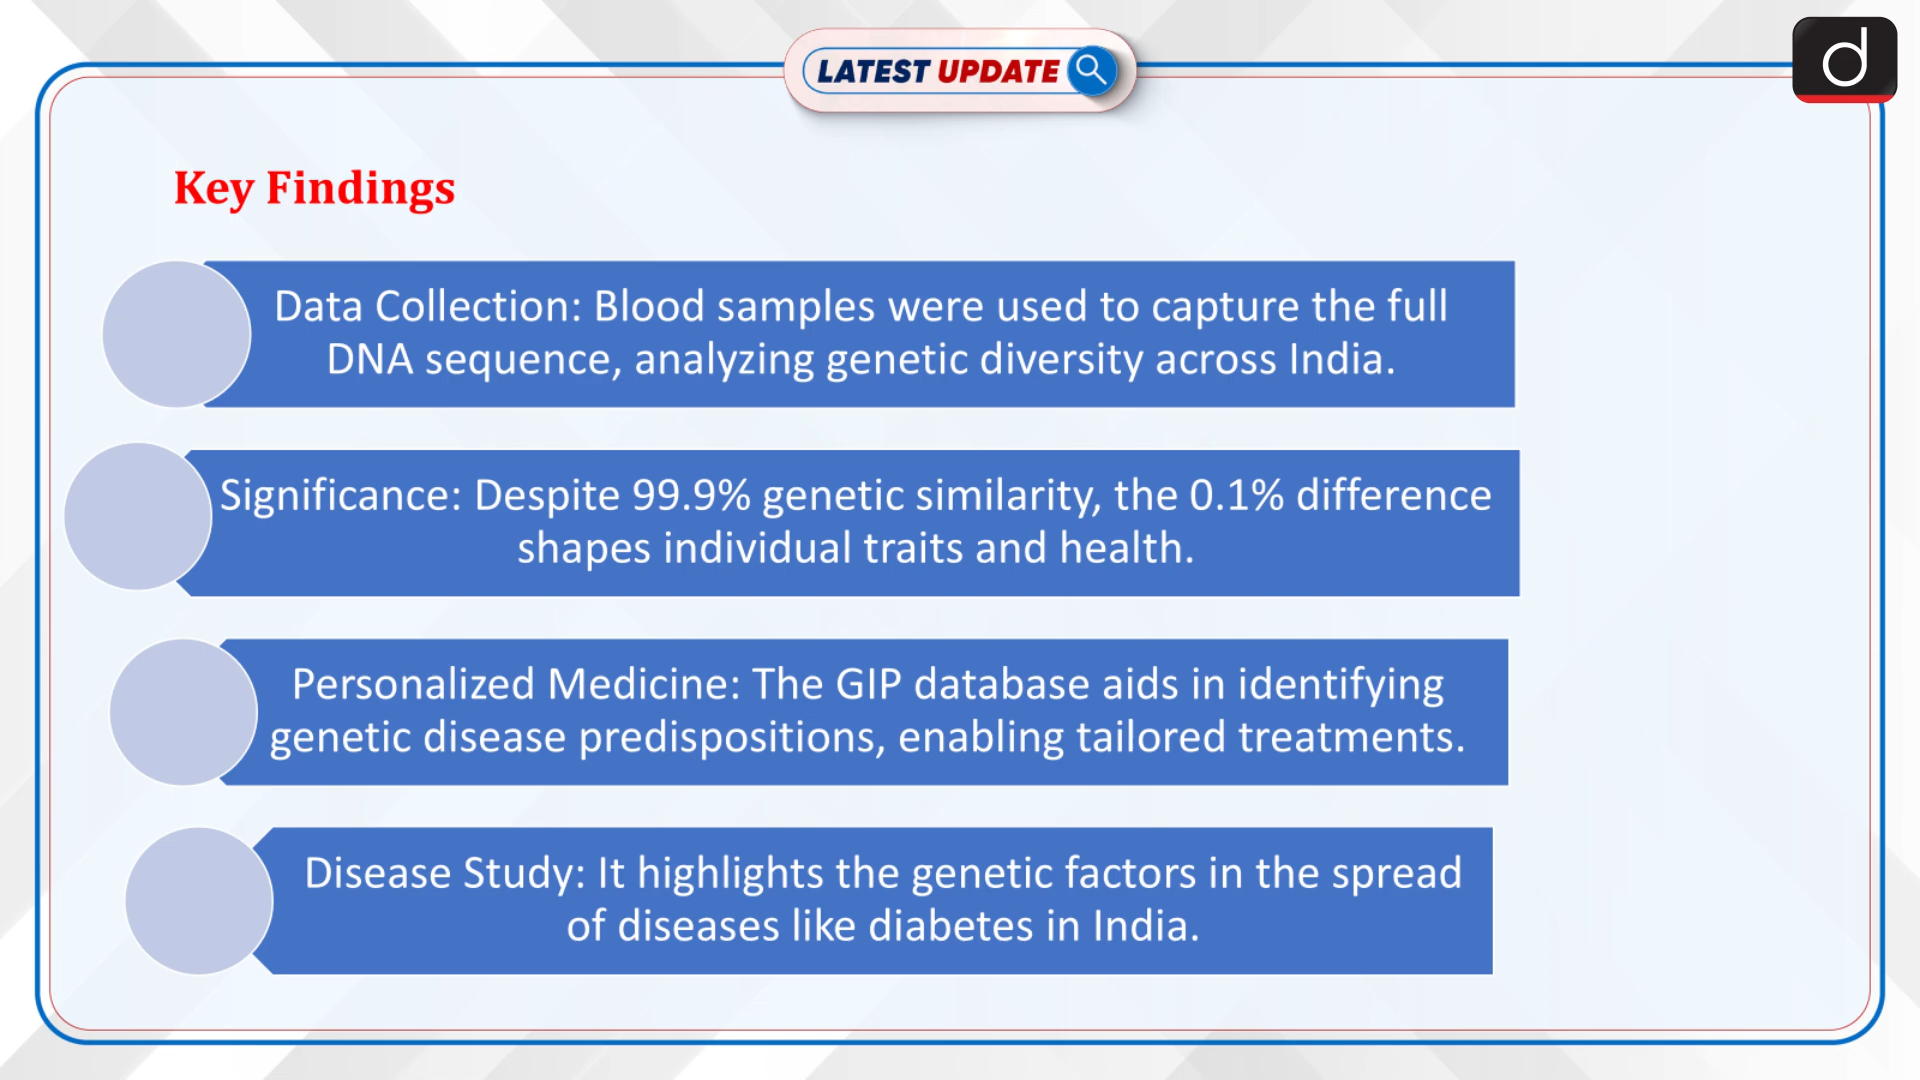 LATEST UPDATE
d
Key Findings
Data Collection: Blood samples were used to capture the full
DNA sequence, analyzing genetic diversity across India.
Significance: Despite 99.9% genetic similarity, the 0.1% difference
shapes individual traits and health.
Personalized Medicine: The GIP database aids in identifying
genetic disease predispositions, enabling tailored treatments.
Disease Study: It highlights the genetic factors in the spread
of diseases like diabetes in India.